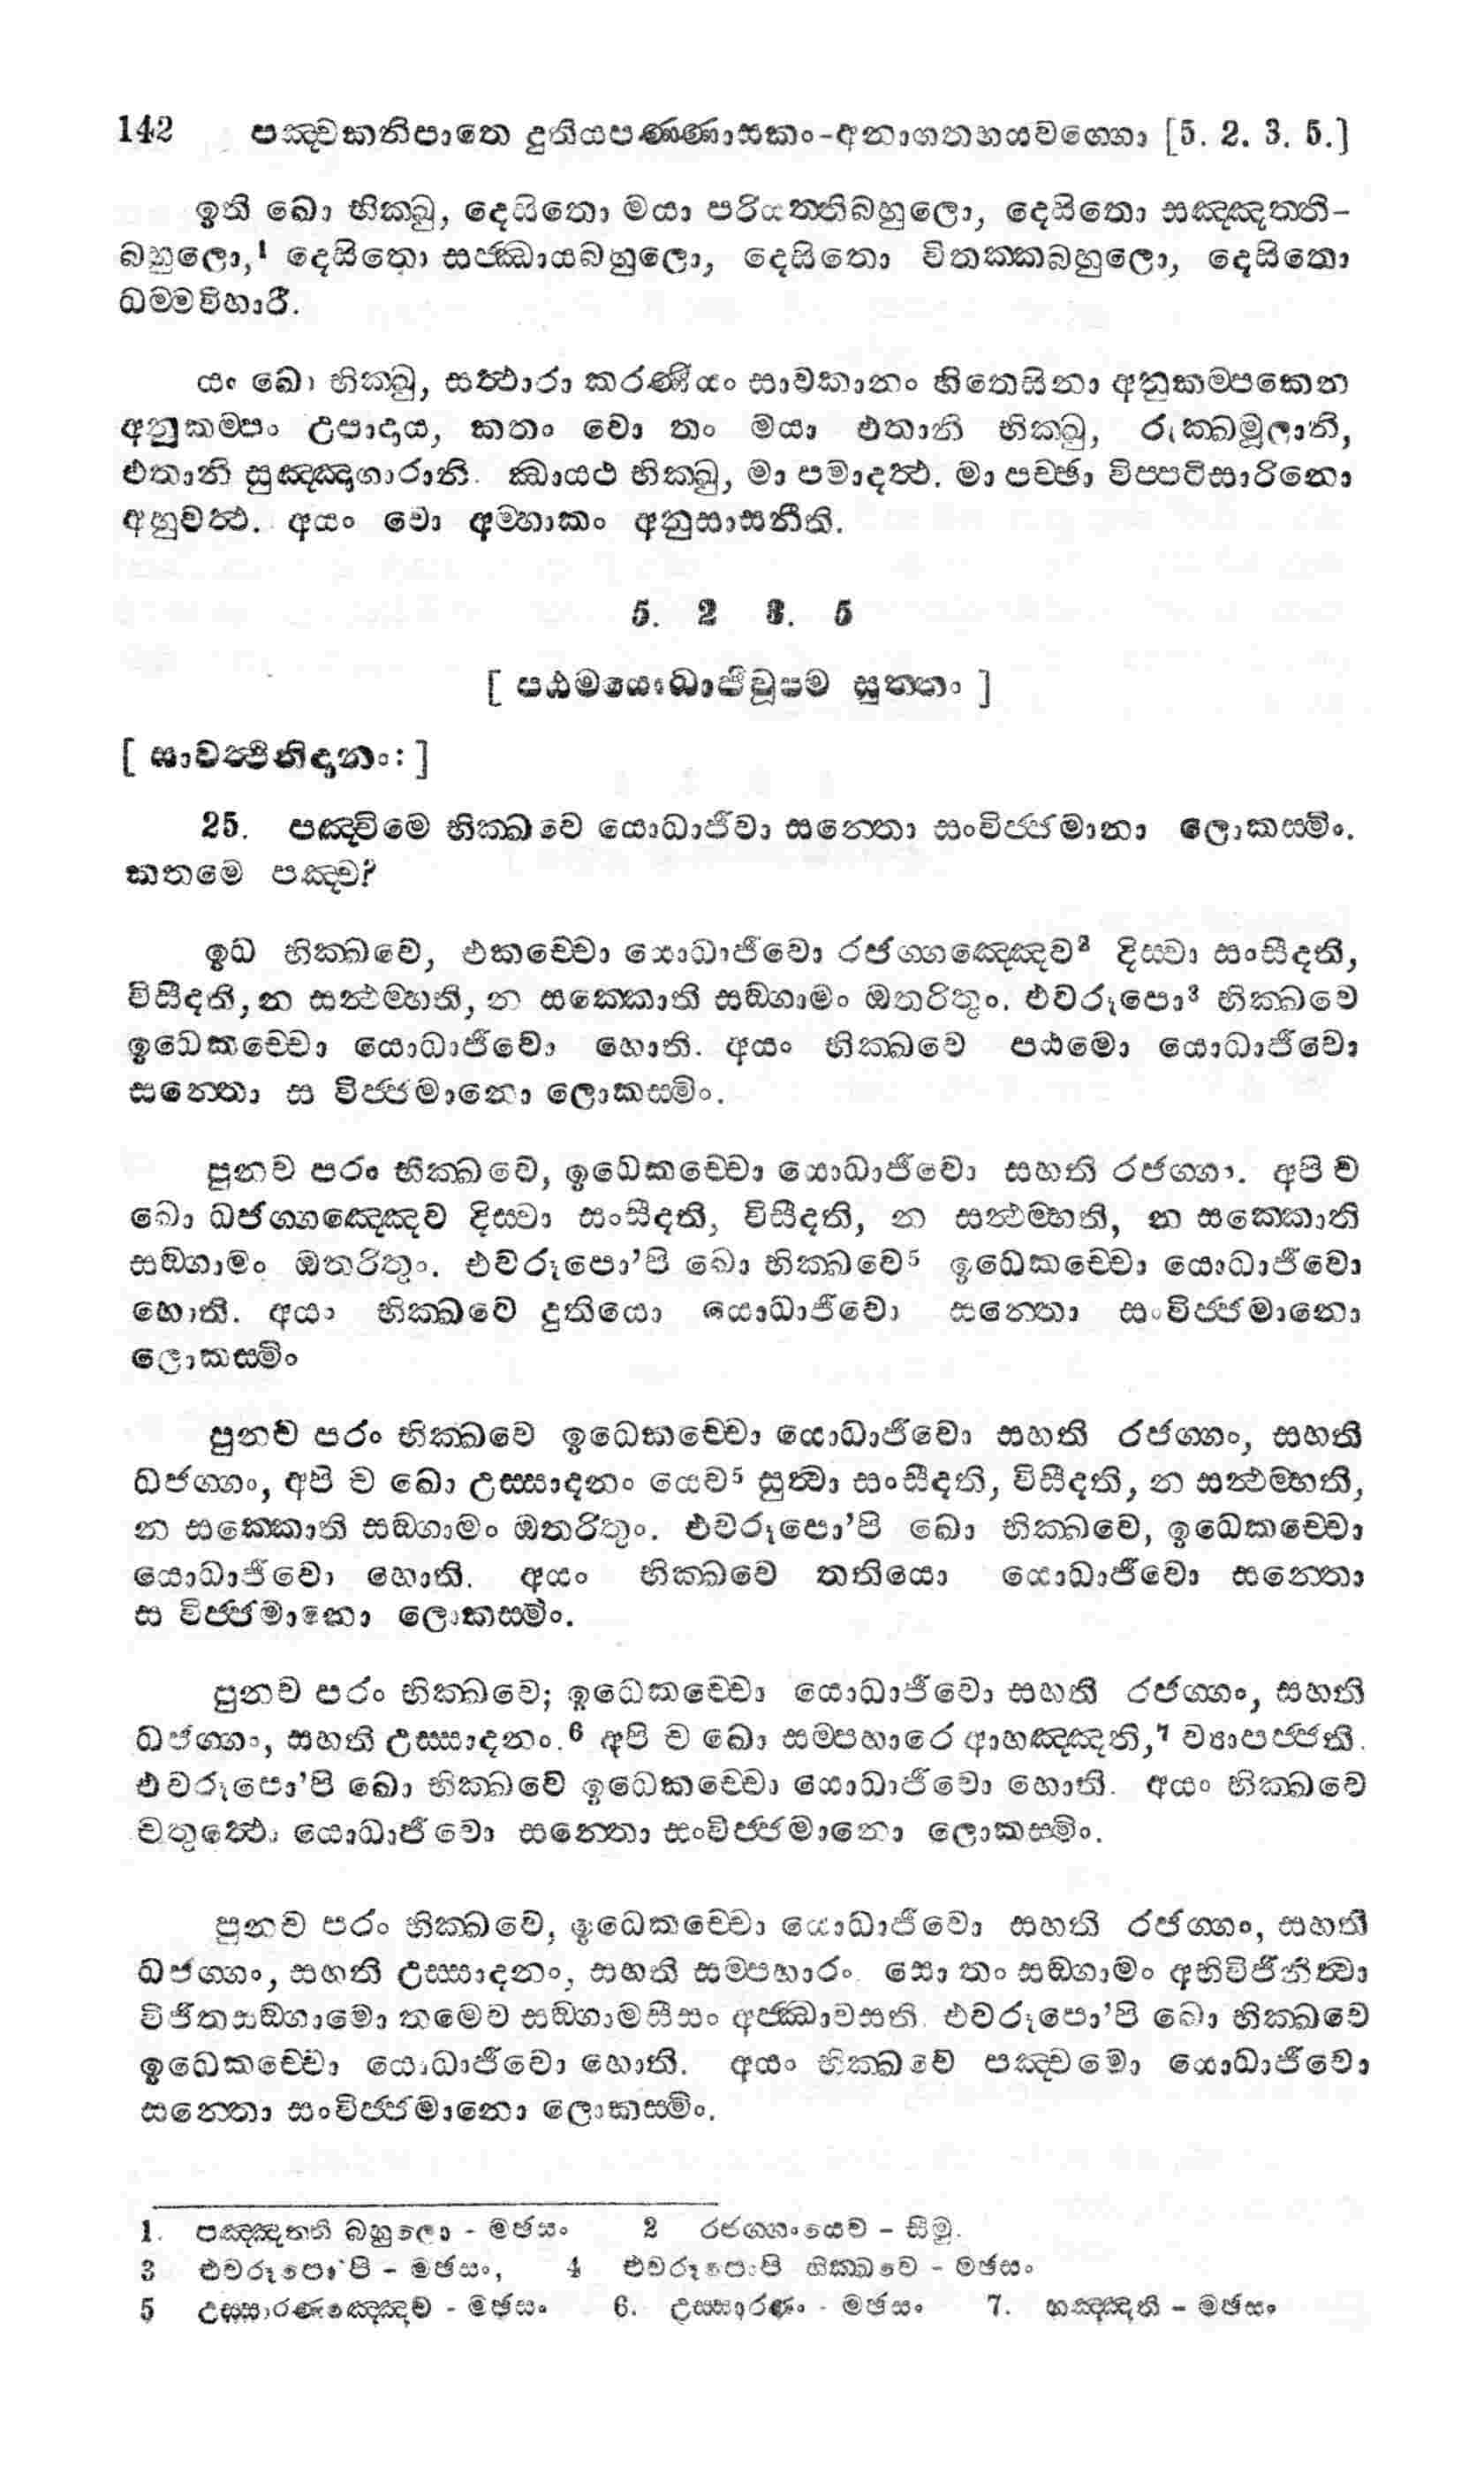 142 පඤ්චකනිපාතෙ දුතියපණ්ණාසකං-අනාගතභයවග්ගො [5. 2. 3. 5.]
ඉති ඛො භික්ඛු, දෙසිතො මයා පරියත්තිබහුලො, දෙසිතො සඤ්ඤත්ති-
බහුලො,¹ දෙසිතො සජ්ඣායබහුලො, දෙසිතො විතක්කබහුලො, දෙසිතො
ධම්මවිහාරී.
යං ඛො භික්ඛු, සත්ථාරා කරණීයං සාවකානං හිතෙසිනා අනුකම්පකෙන
අනුකම්පං උපාදාය, කතං වො තං මයා එතානි භික්ඛු, රුක්ඛමූලානි,
එතානි සුඤ්ඤාගාරානි. ඣායථ භික්ඛු, මා පමාදත්ථ. මා පච්ඡා විප්පටිසාරිනො
අහුවත්ථ. අයං වො අම්හාකං අනුසාසනීති.
5. 2 3. 5
[ පඨමයොධාජීවූපම සුත්තං ]
[ සාවත්ථිනිදානං: ]
25. පඤ්චිමෙ භික්ඛවෙ යොධාජීවා සන්තො සංවිජ්ජමානා ලොකස්මිං.
කතමෙ පඤ්ච?
ඉධ භික්ඛවෙ, එකච්චො යොධාජීවො රජග්ගඤ්ඤෙව² දිස්වා සංසීදති,
විසීදති, න සන්ථම්භති, න සක්කොති සඞ්ගාමං ඔතරිතුං. එවරූපො³ භික්ඛවෙ
ඉධෙකච්චො යොධාජීවො හොති. අයං භික්ඛවෙ පඨමො යොධාජීවො
සන්තො ස විජ්ජමානො ලොකස්මිං.
පුනච පරං භික්ඛවෙ, ඉධෙකච්චො යොධාජීවො සහති රජග්ගං. අපි ච
ඛො ධජග්ගඤ්ඤෙව දිස්වා සංසීදති, විසීදති, න සන්ථම්භති, න සක්කොති
සඞ්ගාමං ඔතරිතුං. එවරූපො'පි ඛො භික්ඛවෙ⁵ ඉධෙකච්චො යොධාජීවො
හොති. අයං භික්ඛවෙ දුතියො යොධාජීවො සන්තො සංවිජ්ජමානො
ලොකස්මිං
පුනච පරං භික්ඛවෙ ඉධෙකච්චො යොධාජීවො සහති රජග්ගං, සහති
ධජග්ගං, අපි ච ඛො උස්සාදනං යෙව⁵ සුත්වා සංසීදති, විසීදති, න සන්ථම්භති,
න සක්කොති සඞ්ගාමං ඔතරිතුං. එවරූපො'පි ඛො භික්ඛවෙ, ඉධෙකච්චො
යොධාජීවො හොති. අයං භික්ඛවෙ තතියො යොධාජීවො සන්තො
ස විජ්ජමානො ලොකස්මිං.
පුනච පරං භික්ඛවෙ; ඉධෙකච්චො යොධාජීවො සහති රජග්ගං, සහති
ධජග්ගං, සහති උස්සාදනං.⁶ අපි ච ඛො සම්පහාරෙ ආහඤ්ඤති,⁷ ව්‍යාපජ්ජති.
එවරූපො'පි ඛො භික්ඛවෙ ඉධෙකච්චො යොධාජීවො හොති. අයං භික්ඛවෙ
චතුත්ථො යොධාජීවො සන්තො සංවිජ්ජමානො ලොකස්මිං.
පුනච පරං භික්ඛවෙ, ඉධෙකච්චො යොධාජීවො සහති රජග්ගං, සහති
ධජග්ගං, සහති උස්සාදනං, සහති සම්පහාරං. සො තං සඞ්ගාමං අභිවිජිනිත්වා
විජිතසඞ්ගාමො තමෙව සඞ්ගාමසීසං අජ්ඣාවසති. එවරූපො'පි ඛො භික්ඛවෙ
ඉධෙකච්චො යොධාජීවො හොති. අයං භික්ඛවෙ පඤ්චමො යොධාජීවො
සන්තො සංවිජ්ජමානො ලොකස්මිං.
1. පඤ්ඤත්ති බහුලො - මඡසං 2 රජග්ගං යෙව - සීමු.
3 එවරූපො'පි - මඡසං, 4 එවරූපොපි භික්ඛවෙ - මඡසං
5 උස්සාරණඤ්ඤෙව - මඡසං 6. උස්සාරණං - මඡසං 7. හඤ්ඤති - මඡසං